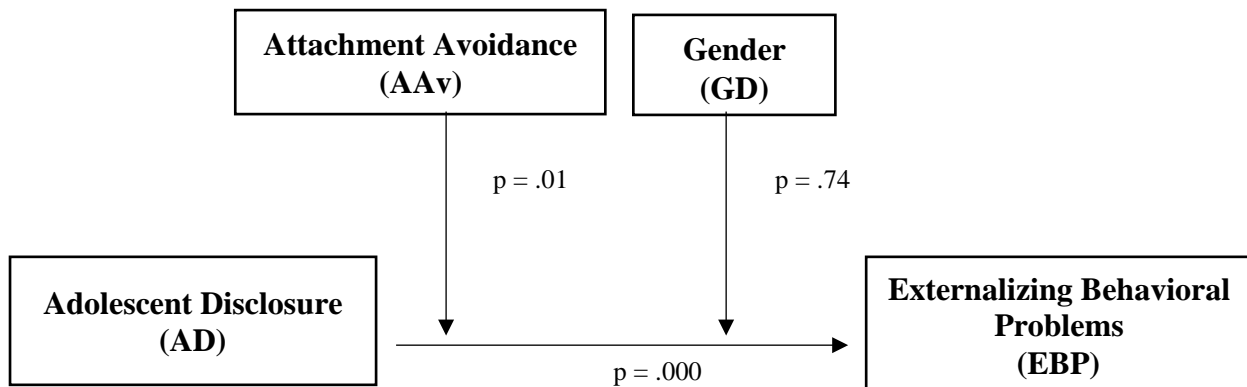 Attachment Avoidance
(AAv)
Gender
(GD)
p = .01
p = .74
Adolescent Disclosure
(AD)
p = .000
Externalizing Behavioral
Problems
(EBP)